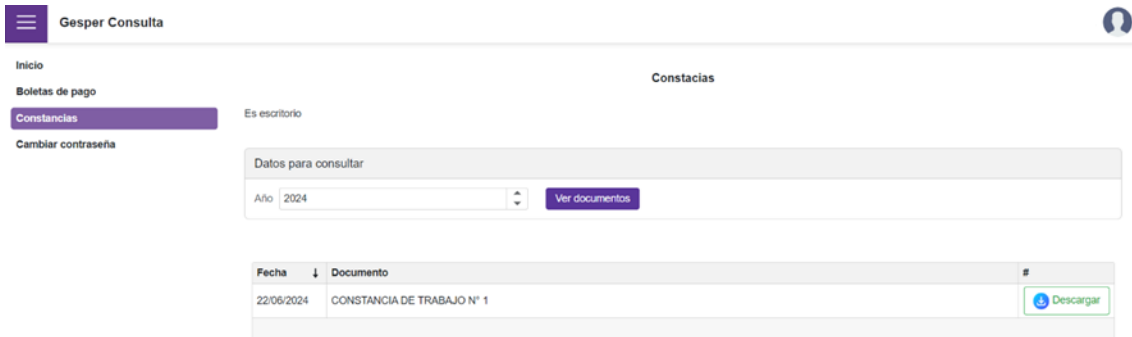 Gesper Consulta
Inicio
Boletas de pago
Constancias
Cambiar contraseña
Constacias
Es escritorio
Datos para consultar
Año 2024 Ver documentos
Fecha ↓ Documento #
22/06/2024 CONSTANCIA DE TRABAJO N° 1 Descargar